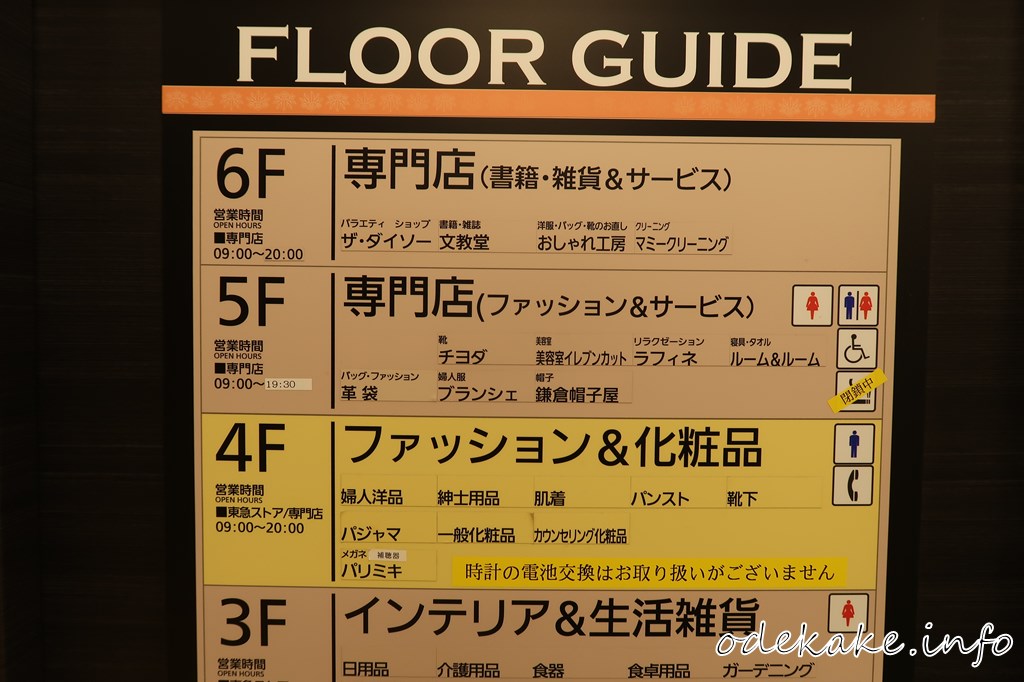 FLOOR GUIDE
6F
専門店(書籍・雑貨&サービス)
営業時間
OPEN HOURS
■専門店
09:00〜20:00
バラエティ ショップ 書籍・雑誌 洋服・バッグ・靴のお直し クリーニング
ザ・ダイソー 文教堂 おしゃれ工房 マミークリーニング
5F
専門店(ファッション&サービス)
営業時間
OPEN HOURS
■専門店
09:00〜19:30
靴 美容室 リラクゼーション 寝具・タオル
チヨダ 美容室イレブンカット ラフィネ ルーム&ルーム
バッグ・ファッション 婦人服 帽子
革袋 ブランシェ 鎌倉帽子屋
閉鎖中
4F
ファッション&化粧品
営業時間
OPEN HOURS
■東急ストア/専門店
09:00〜20:00
婦人洋品 紳士用品 肌着 パンスト 靴下
パジャマ 一般化粧品 カウンセリング化粧品
メガネ 補聴器
パリミキ
時計の電池交換はお取り扱いがございません
3F
インテリア&生活雑貨
営業時間
OPEN HOURS
日用品 介護用品 食器 食卓用品 ガーデニング
odekake.info